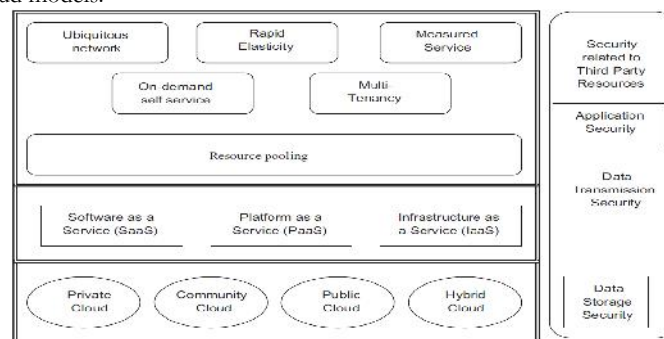 ad models.
Ubiquitous
network
Rapid
Elasticity
Measured
Service
On demand
self service
Multi-
Tenancy
Resource pooling
Software as a
Service (SaaS)
Platform as a
Service (PaaS)
Infrastructure as
a Service (IaaS)
Private
Cloud
Community
Cloud
Public
Cloud
Hybrid
Cloud
Security
related to
Third Party
Resources
Application
Security
Data
Transmission
Security
Data
Storage
Security